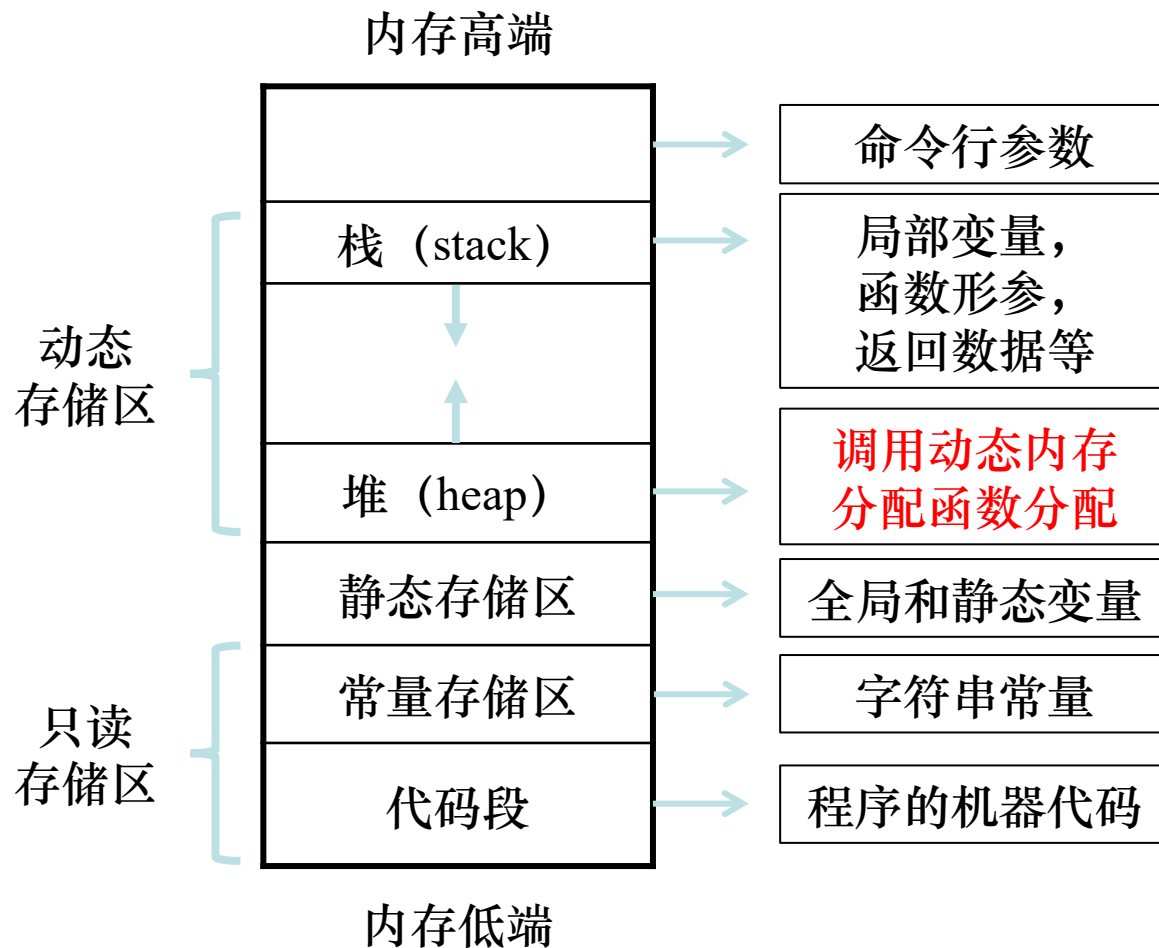 内存高端
命令行参数
栈（stack）
局部变量，
函数形参，
返回数据等
动态
存储区
堆（heap）
调用动态内存
分配函数分配
静态存储区
全局和静态变量
只读
存储区
常量存储区
字符串常量
代码段
程序的机器代码
内存低端